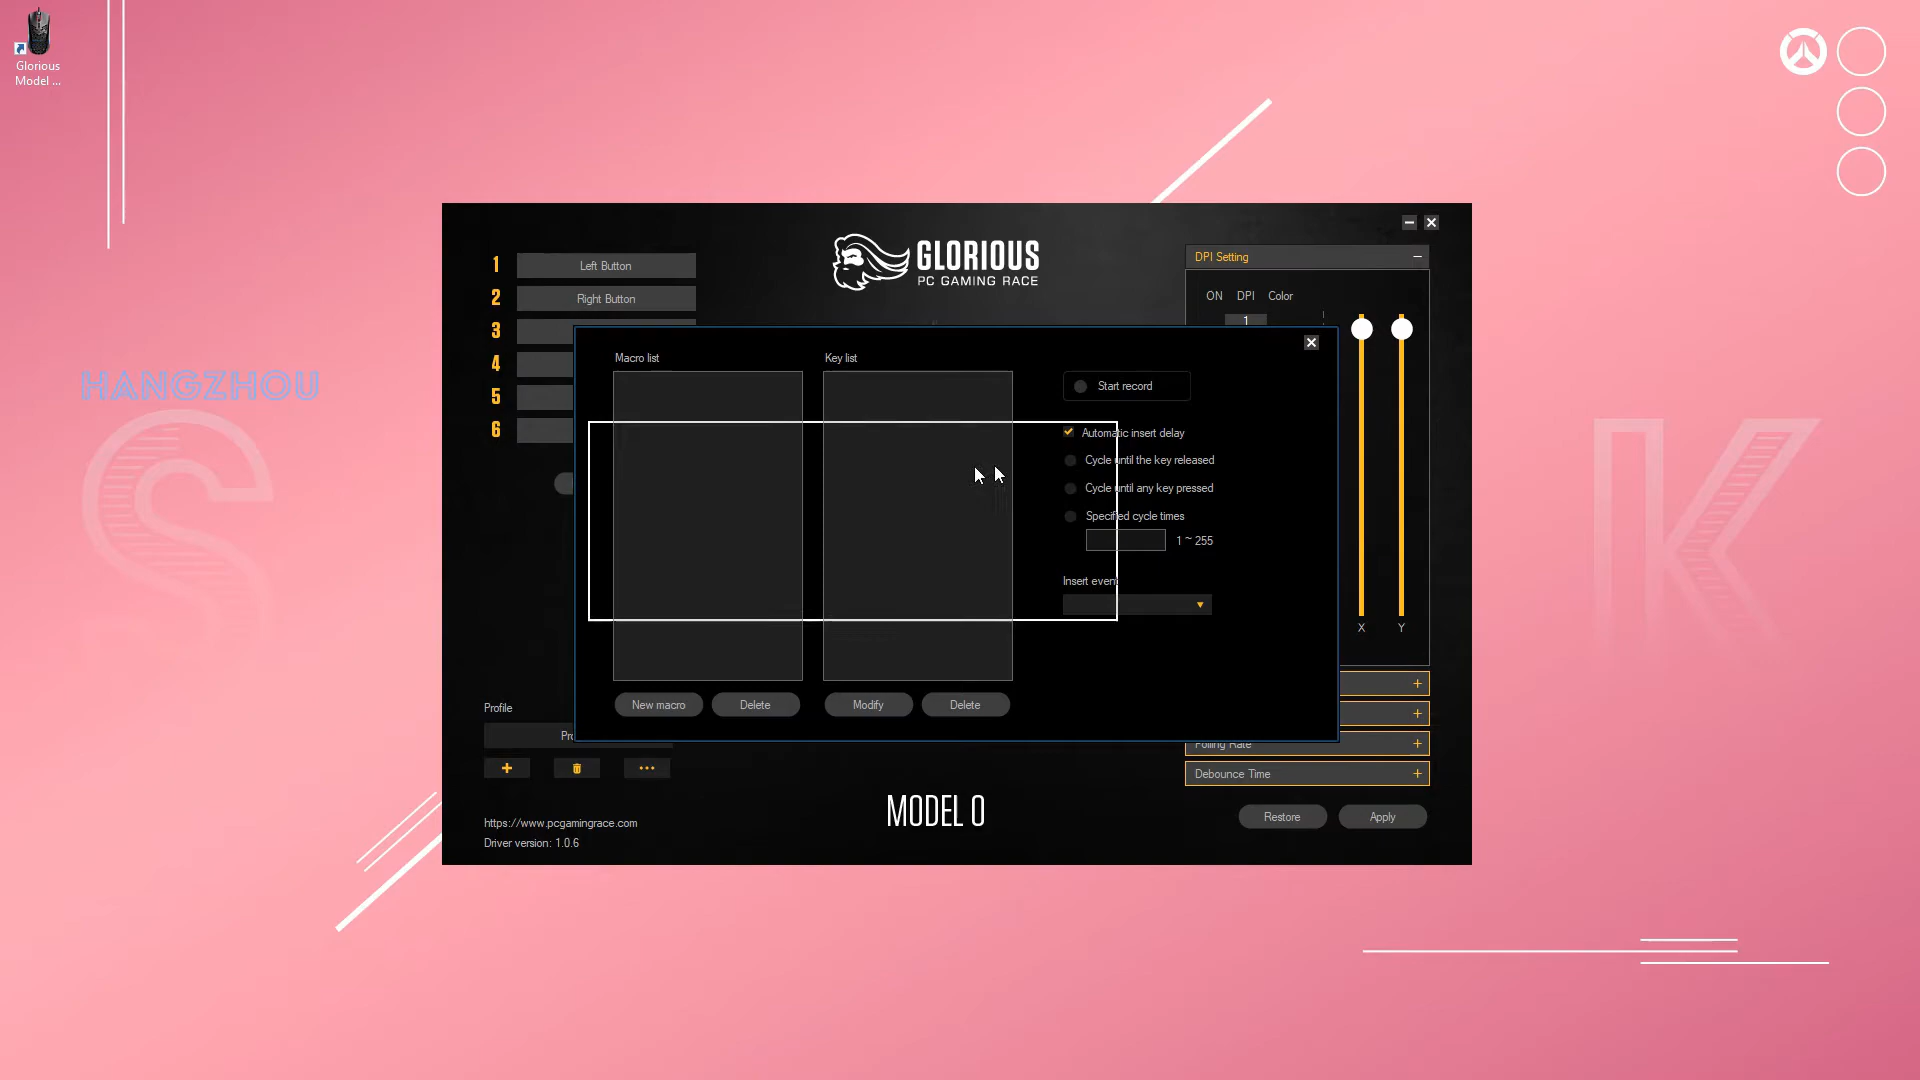 Glorious
Model ...
HANGZHOU
S K
GLORIOUS
PC GAMING RACE
1 Left Button
2 Right Button
3
4
5
6
DPI Setting
ON DPI Color
1
X Y
Macro list
Key list
Start record
Automatic insert delay
Cycle until the key released
Cycle until any key pressed
Specified cycle times
1 ~ 255
Insert event
New macro
Delete
Modify
Delete
Profile
Polling Rate
Debounce Time
MODEL O
Restore
Apply
https://www.pcgamingrace.com
Driver version: 1.0.6